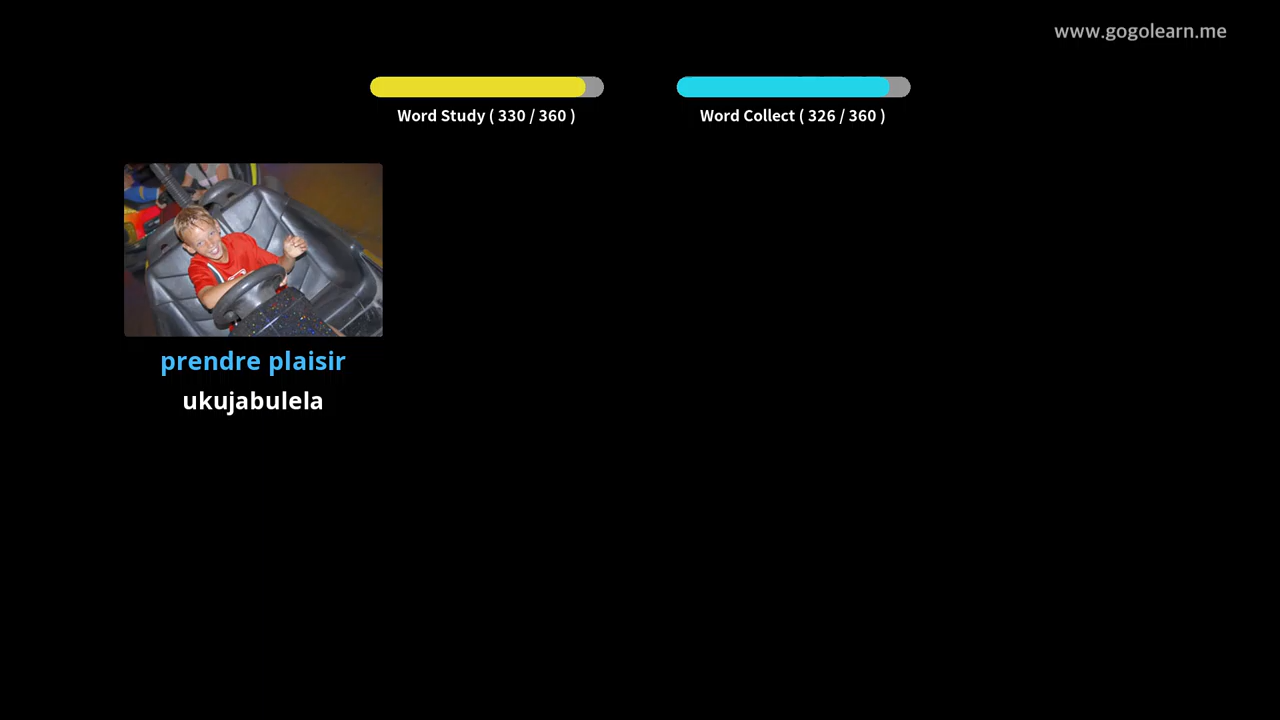 www.gogolearn.me
Word Study ( 330 / 360 )
Word Collect ( 326 / 360 )
prendre plaisir
ukujabulela